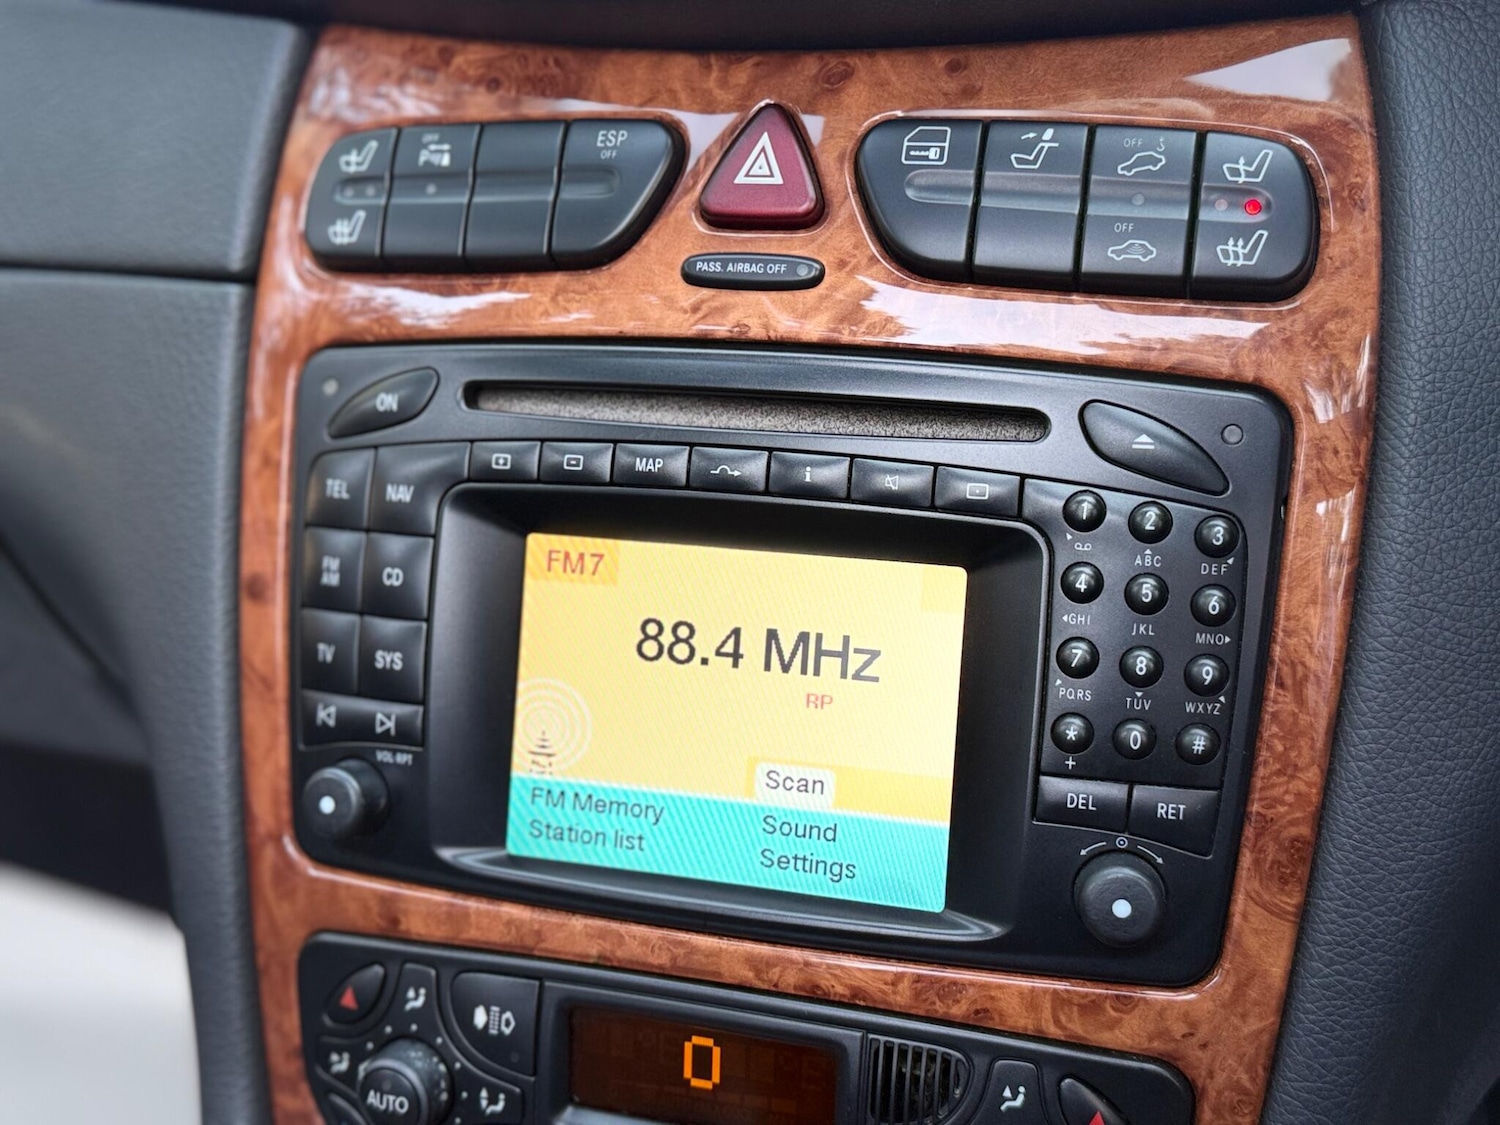 OFF
ESP
OFF
OFF
OFF
PASS. AIRBAG OFF
ON
MAP
i
TEL
NAV
FM
AM
CD
TV
SYS
VOL RPT
FM7
88.4 MHz
RP
Scan
FM Memory
Sound
Station list
Settings
1
2
3
ABC
DEF
4
5
6
GHI
JKL
MNO
7
8
9
PQRS
TUV
WXYZ
*
0
#
+
DEL
RET
AUTO
0